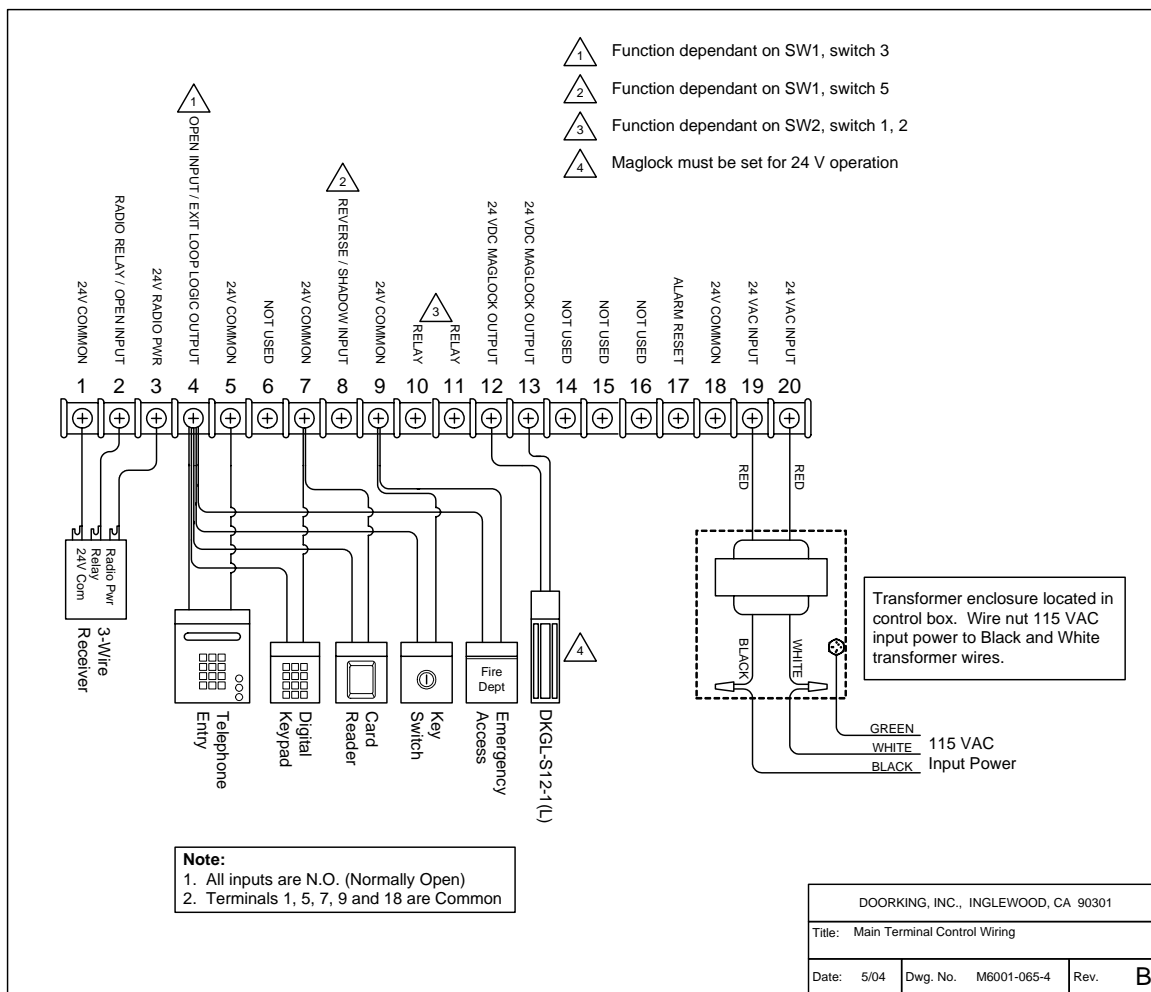 1 Function dependant on SW1, switch 3
2 Function dependant on SW1, switch 5
3 Function dependant on SW2, switch 1, 2
4 Maglock must be set for 24 V operation
1
2
3
24V COMMON
RADIO RELAY / OPEN INPUT
24V RADIO PWR
OPEN INPUT / EXIT LOOP LOGIC OUTPUT
24V COMMON
NOT USED
24V COMMON
REVERSE / SHADOW INPUT
24V COMMON
RELAY
RELAY
24 VDC MAGLOCK OUTPUT
24 VDC MAGLOCK OUTPUT
NOT USED
NOT USED
NOT USED
ALARM RESET
24V COMMON
24 VAC INPUT
24 VAC INPUT
1 2 3 4 5 6 7 8 9 10 11 12 13 14 15 16 17 18 19 20
RED
RED
Radio Pwr
Relay
24V Com
3-Wire
Receiver
Telephone
Entry
Digital
Keypad
Card
Reader
Key
Switch
Fire
Dept
Emergency
Access
DKGL-S12-1(L)
4
BLACK
WHITE
Transformer enclosure located in
control box. Wire nut 115 VAC
input power to Black and White
transformer wires.
GREEN
WHITE
BLACK
115 VAC
Input Power
Note:
1. All inputs are N.O. (Normally Open)
2. Terminals 1, 5, 7, 9 and 18 are Common
DOORKING, INC., INGLEWOOD, CA 90301
Title: Main Terminal Control Wiring
Date: 5/04 Dwg. No. M6001-065-4 Rev. B